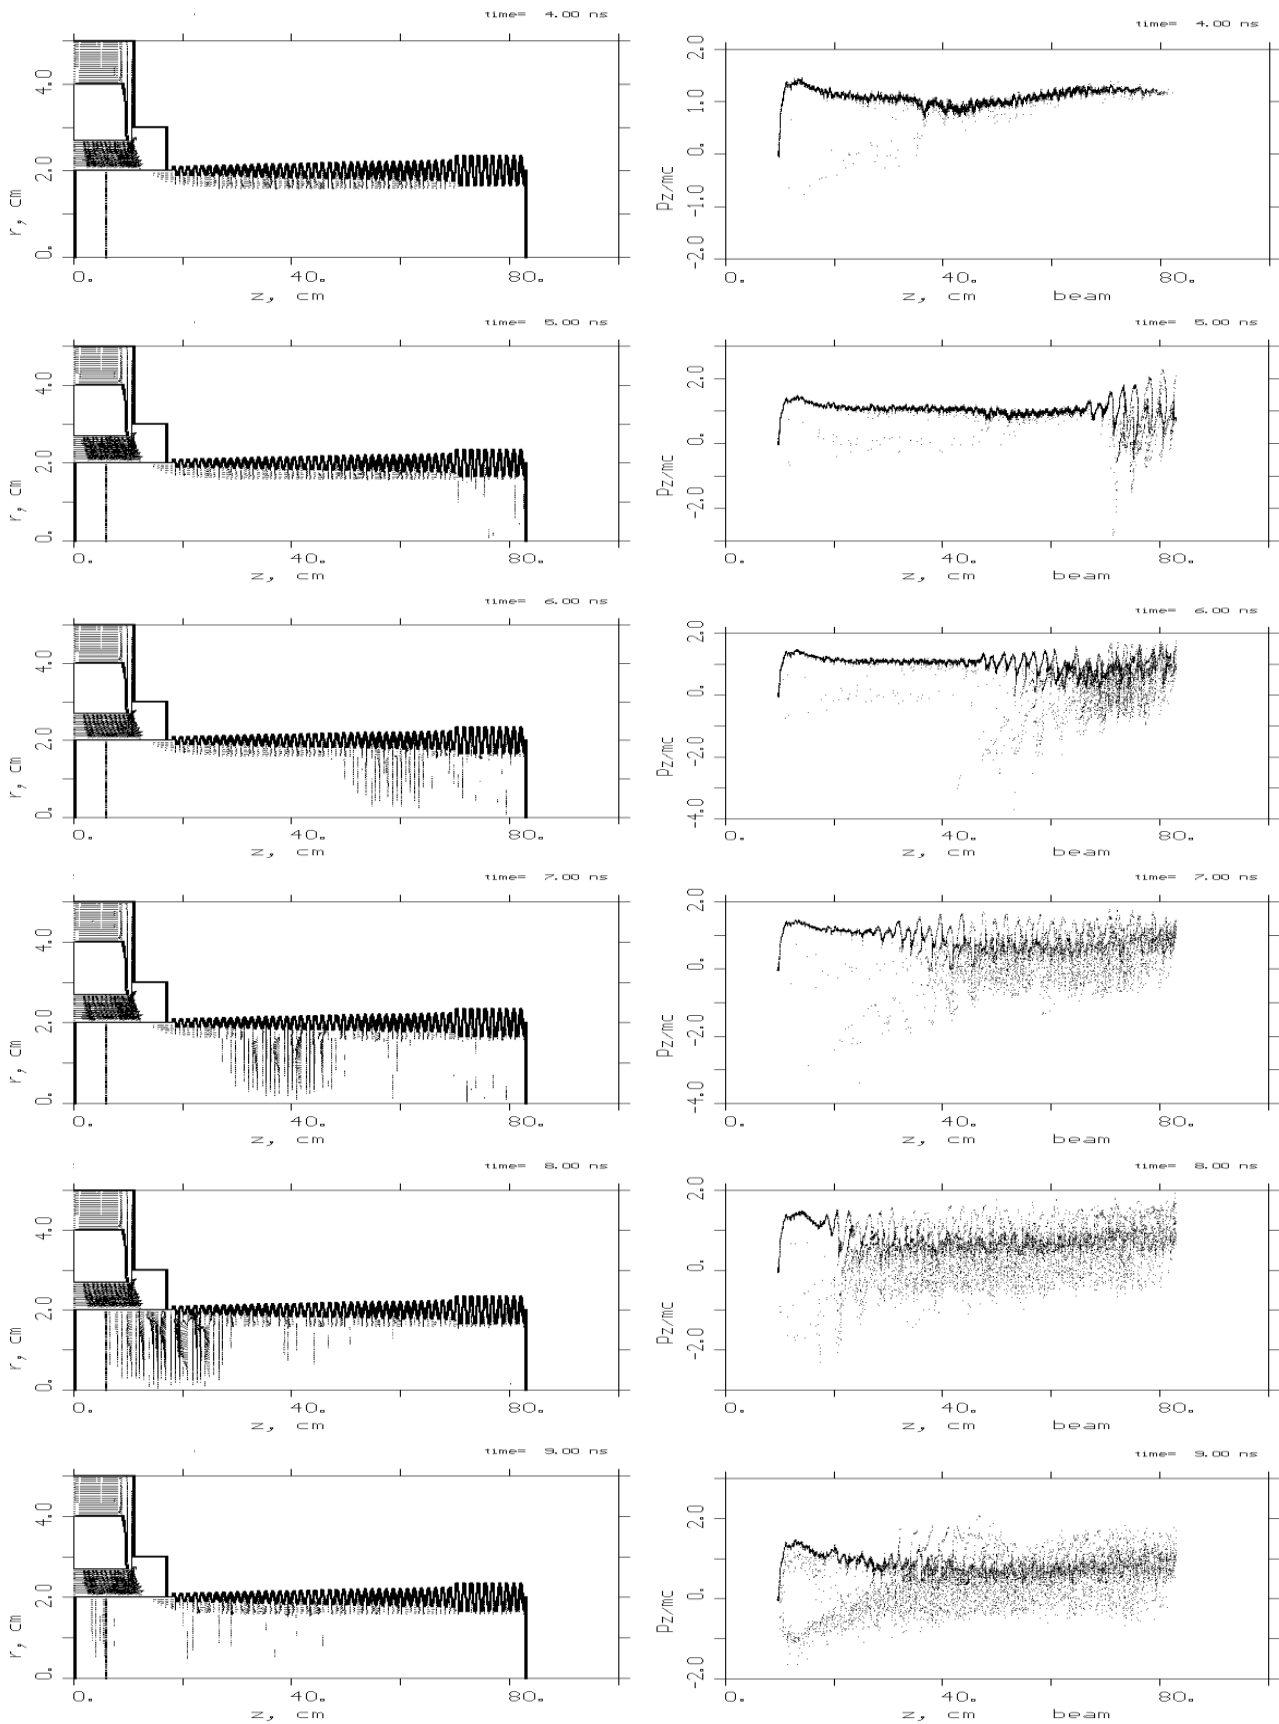 time= 4.00 ns
4.0
2.0
0.
r, cm
0. 40. 80.
z, cm
time= 4.00 ns
2.0
1.0
0.
-1.0
-2.0
Pz/mc
0. 40. 80.
z, cm beam
time= 5.00 ns
4.0
2.0
0.
r, cm
0. 40. 80.
z, cm
time= 5.00 ns
2.0
0.
-2.0
Pz/mc
0. 40. 80.
z, cm beam
time= 6.00 ns
4.0
2.0
0.
r, cm
0. 40. 80.
z, cm
time= 6.00 ns
2.0
0.
-2.0
-4.0
Pz/mc
0. 40. 80.
z, cm beam
time= 7.00 ns
4.0
2.0
0.
r, cm
0. 40. 80.
z, cm
time= 7.00 ns
2.0
0.
-2.0
-4.0
Pz/mc
0. 40. 80.
z, cm beam
time= 8.00 ns
4.0
2.0
0.
r, cm
0. 40. 80.
z, cm
time= 8.00 ns
2.0
0.
-2.0
Pz/mc
0. 40. 80.
z, cm beam
time= 9.00 ns
4.0
2.0
0.
r, cm
0. 40. 80.
z, cm
time= 9.00 ns
2.0
0.
-2.0
Pz/mc
0. 40. 80.
z, cm beam